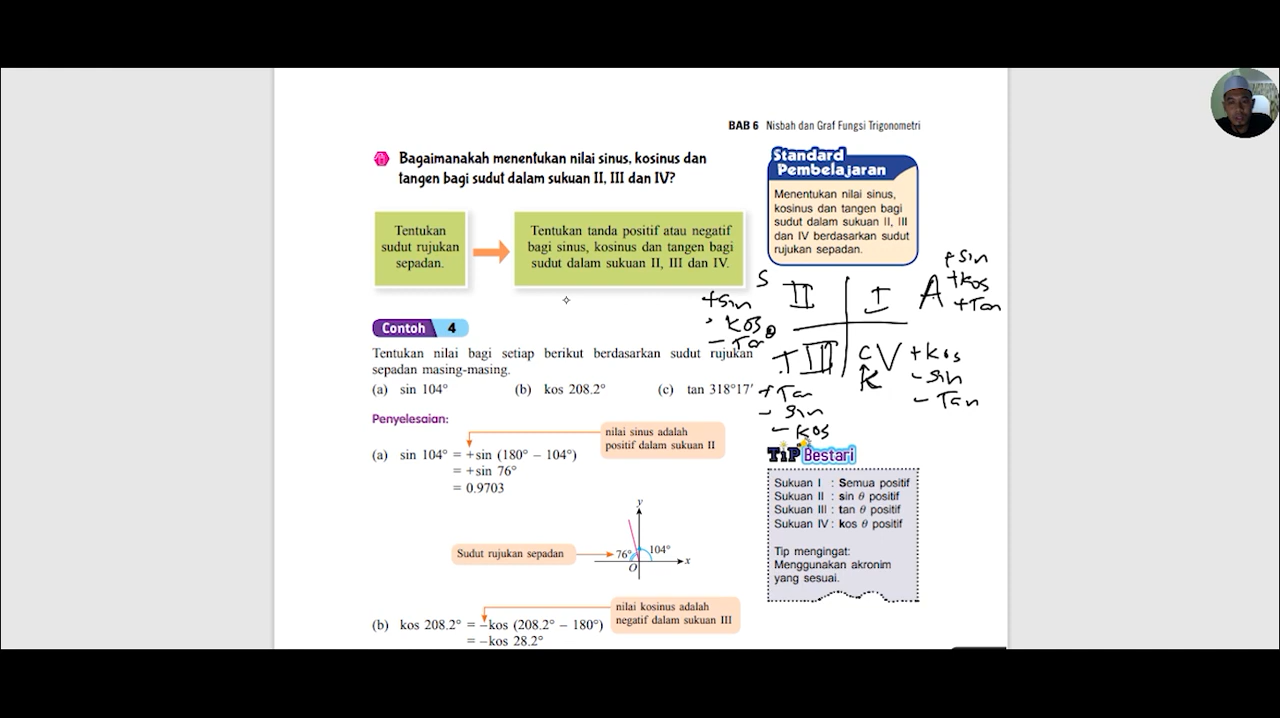 BAB 6 Nisbah dan Graf Fungsi Trigonometri
Bagaimanakah menentukan nilai sinus, kosinus dan
tangen bagi sudut dalam sukuan II, III dan IV?
Tentukan
sudut rujukan
sepadan.
Tentukan tanda positif atau negatif
bagi sinus, kosinus dan tangen bagi
sudut dalam sukuan II, III dan IV.
Standard
Pembelajaran
Menentukan nilai sinus,
kosinus dan tangen bagi
sudut dalam sukuan II, III
dan IV berdasarkan sudut
rujukan sepadan.
S II I A
+sin
+kos
+Tan
+sin
- kos
- Tan
T III C V
K
+kos
- sin
- Tan
+ Tan
- sin
- kos
Contoh 4
Tentukan nilai bagi setiap berikut berdasarkan sudut rujukan
sepadan masing-masing.
(a) sin 104° (b) kos 208.2° (c) tan 318°17′
Penyelesaian:
nilai sinus adalah
positif dalam sukuan II
(a) sin 104° = +sin (180° – 104°)
= +sin 76°
= 0.9703
y
Sudut rujukan sepadan
76° 104°
x
O
nilai kosinus adalah
negatif dalam sukuan III
(b) kos 208.2° = –kos (208.2° – 180°)
= –kos 28.2°
TiP Bestari
Sukuan I : Semua positif
Sukuan II : sin θ positif
Sukuan III : tan θ positif
Sukuan IV : kos θ positif
Tip mengingat:
Menggunakan akronim
yang sesuai.